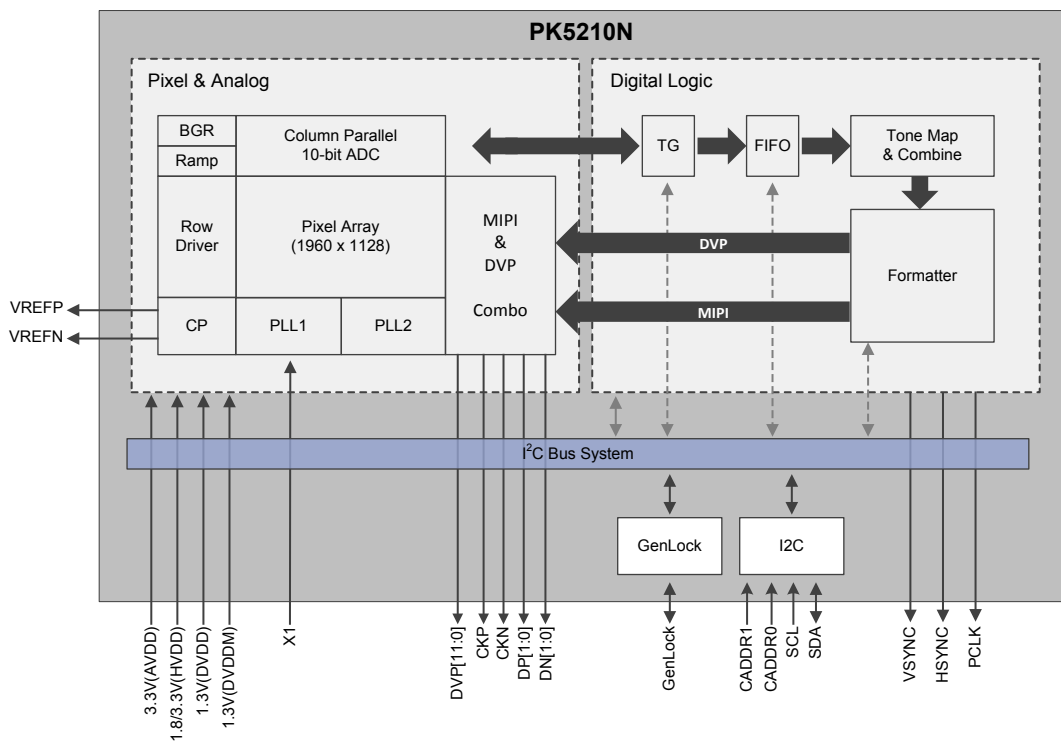 PK5210N
Pixel & Analog
Digital Logic
BGR
Ramp
Column Parallel
10-bit ADC
TG
FIFO
Tone Map
& Combine
Row
Driver
Pixel Array
(1960 x 1128)
MIPI
&
DVP
Combo
DVP
MIPI
Formatter
VREFP
VREFN
CP
PLL1
PLL2
I²C Bus System
GenLock
I2C
3.3V(AVDD)
1.8/3.3V(HVDD)
1.3V(DVDD)
1.3V(DVDDM)
X1
DVP[11:0]
CKP
CKN
DP[1:0]
DN[1:0]
GenLock
CADDR1
CADDR0
SCL
SDA
VSYNC
HSYNC
PCLK